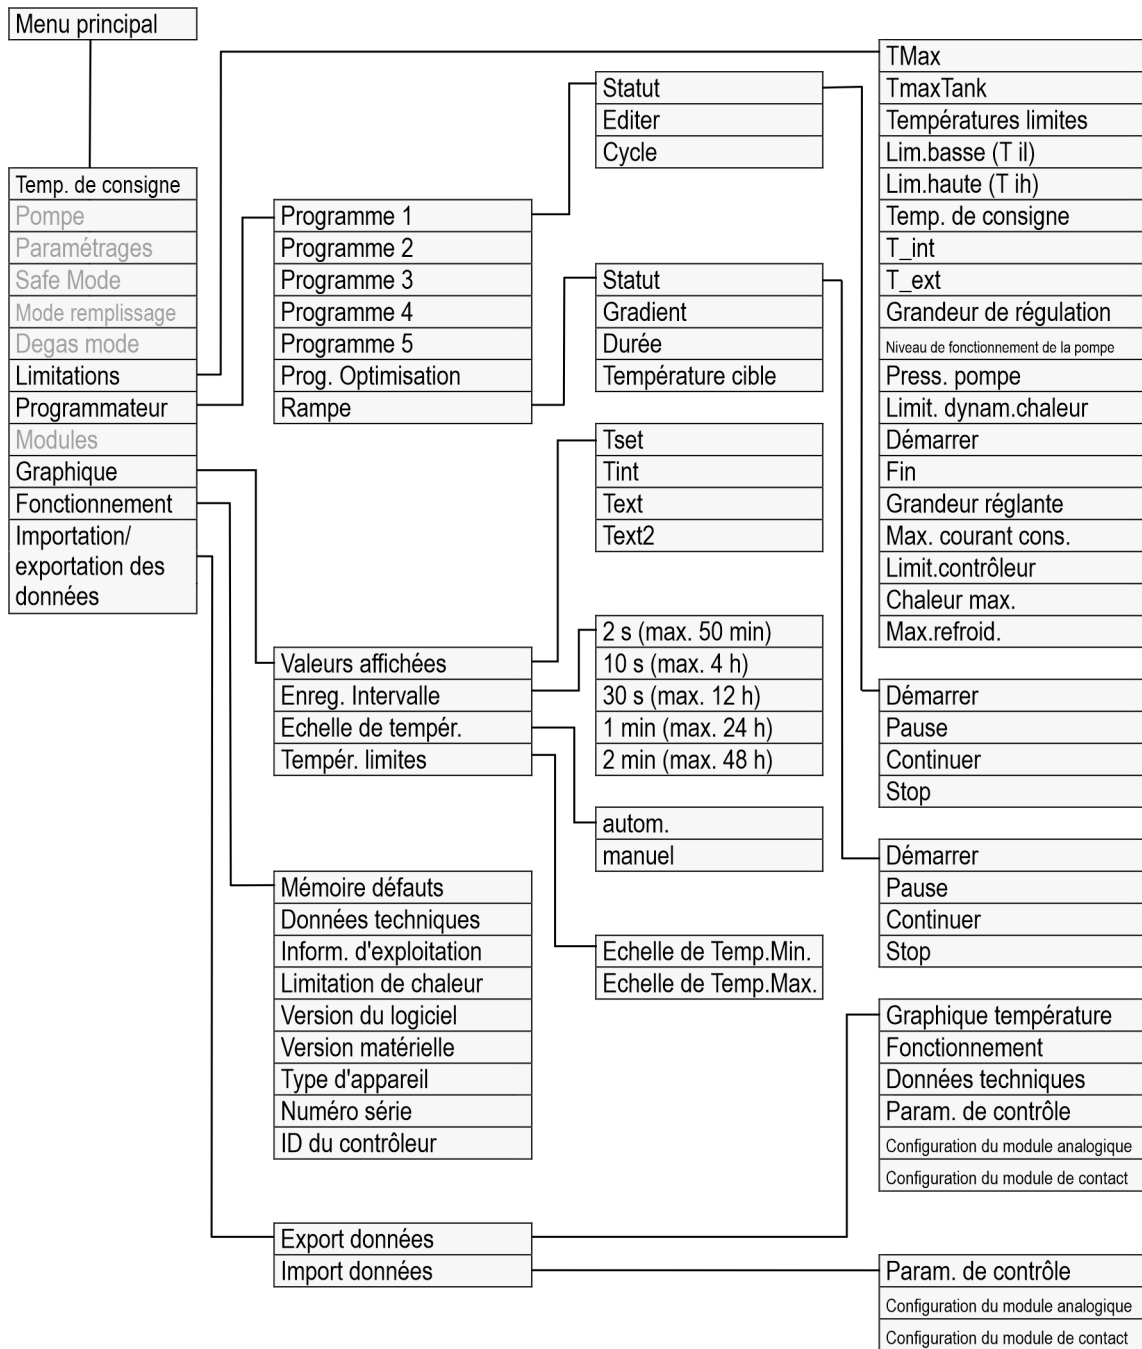 Menu principal
Temp. de consigne
Pompe
Paramétrages
Safe Mode
Mode remplissage
Degas mode
Limitations
Programmateur
Modules
Graphique
Fonctionnement
Importation/
exportation des
données
Programme 1
Programme 2
Programme 3
Programme 4
Programme 5
Prog. Optimisation
Rampe
Valeurs affichées
Enreg. Intervalle
Echelle de tempér.
Tempér. limites
Mémoire défauts
Données techniques
Inform. d'exploitation
Limitation de chaleur
Version du logiciel
Version matérielle
Type d'appareil
Numéro série
ID du contrôleur
Export données
Import données
Statut
Editer
Cycle
Statut
Gradient
Durée
Température cible
Tset
Tint
Text
Text2
2 s (max. 50 min)
10 s (max. 4 h)
30 s (max. 12 h)
1 min (max. 24 h)
2 min (max. 48 h)
autom.
manuel
Echelle de Temp.Min.
Echelle de Temp.Max.
TMax
TmaxTank
Températures limites
Lim.basse (T il)
Lim.haute (T ih)
Temp. de consigne
T_int
T_ext
Grandeur de régulation
Niveau de fonctionnement de la pompe
Press. pompe
Limit. dynam.chaleur
Démarrer
Fin
Grandeur réglante
Max. courant cons.
Limit.contrôleur
Chaleur max.
Max.refroid.
Démarrer
Pause
Continuer
Stop
Démarrer
Pause
Continuer
Stop
Graphique température
Fonctionnement
Données techniques
Param. de contrôle
Configuration du module analogique
Configuration du module de contact
Param. de contrôle
Configuration du module analogique
Configuration du module de contact